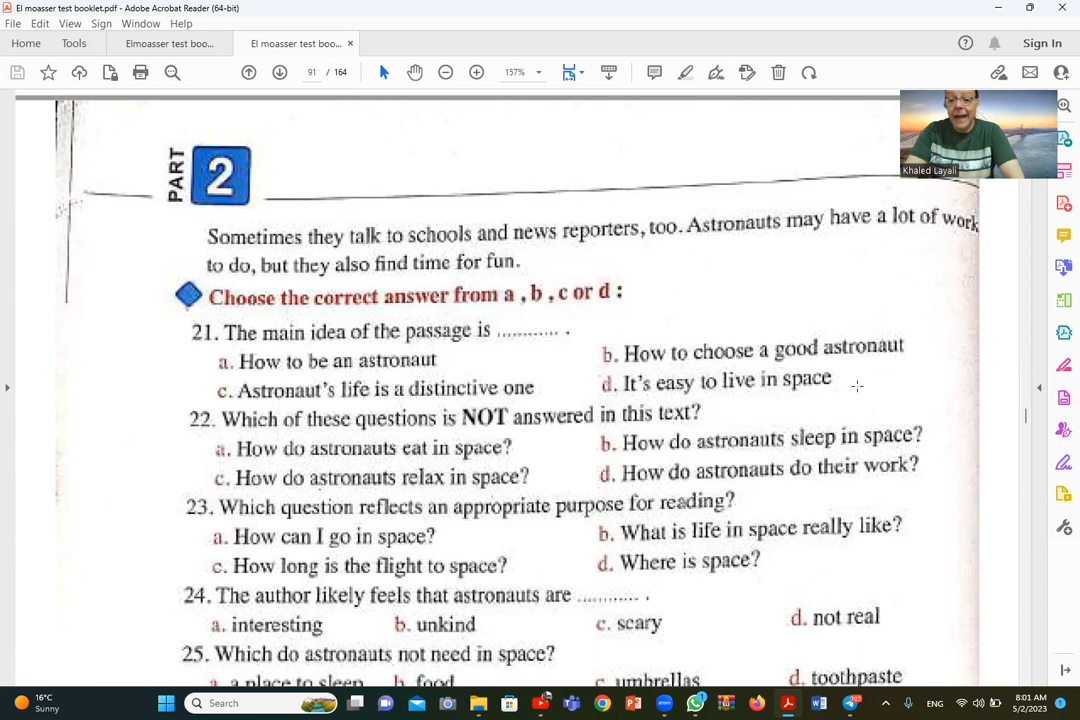 El moasser test booklet.pdf - Adobe Acrobat Reader (64-bit)
File Edit View Sign Window Help
Home Tools Elmoasser test boo... El moasser test boo... × Sign In
91 / 164 157%
Khaled Layali
PART 2
Sometimes they talk to schools and news reporters, too. Astronauts may have a lot of work
to do, but they also find time for fun.
Choose the correct answer from a , b , c or d :
21. The main idea of the passage is ............ .
a. How to be an astronaut b. How to choose a good astronaut
c. Astronaut's life is a distinctive one d. It's easy to live in space
22. Which of these questions is NOT answered in this text?
a. How do astronauts eat in space? b. How do astronauts sleep in space?
c. How do astronauts relax in space? d. How do astronauts do their work?
23. Which question reflects an appropriate purpose for reading?
a. How can I go in space? b. What is life in space really like?
c. How long is the flight to space? d. Where is space?
24. The author likely feels that astronauts are ............ .
a. interesting b. unkind c. scary d. not real
25. Which do astronauts not need in space?
a. a place to sleep b. food c. umbrellas d. toothpaste
16°C
Sunny
Search
ENG
8:01 AM
5/2/2023